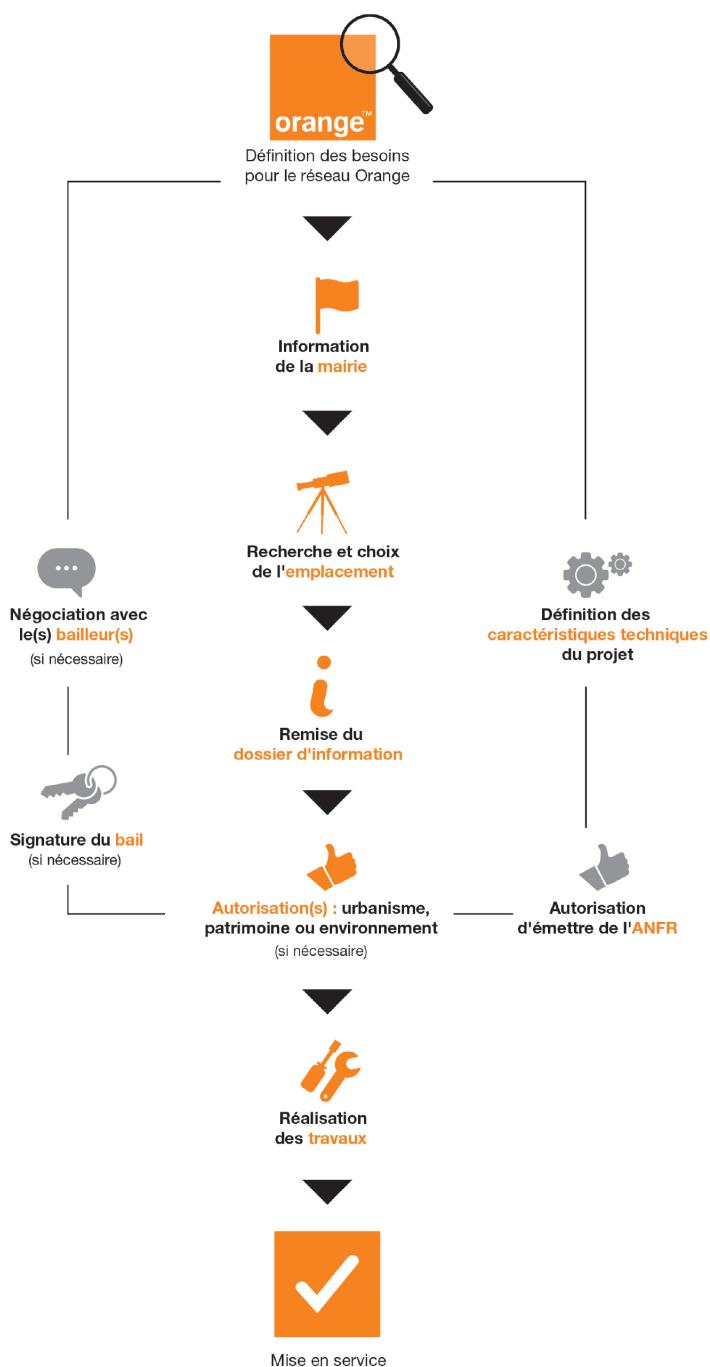 orange™
Définition des besoins
pour le réseau Orange
Information
de la mairie
Recherche et choix
de l'emplacement
Négociation avec
le(s) bailleur(s)
(si nécessaire)
Définition des
caractéristiques techniques
du projet
Remise du
dossier d'information
Signature du bail
(si nécessaire)
Autorisation(s) : urbanisme,
patrimoine ou environnement
(si nécessaire)
Autorisation
d'émettre de l'ANFR
Réalisation
des travaux
Mise en service